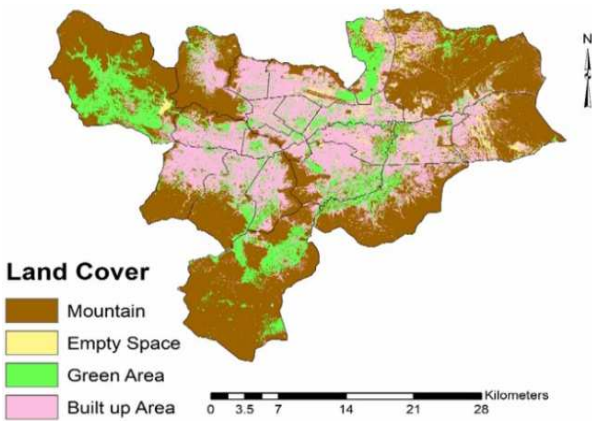 N
Land Cover
Mountain
Empty Space
Green Area
Built up Area
Kilometers
0 3.5 7 14 21 28